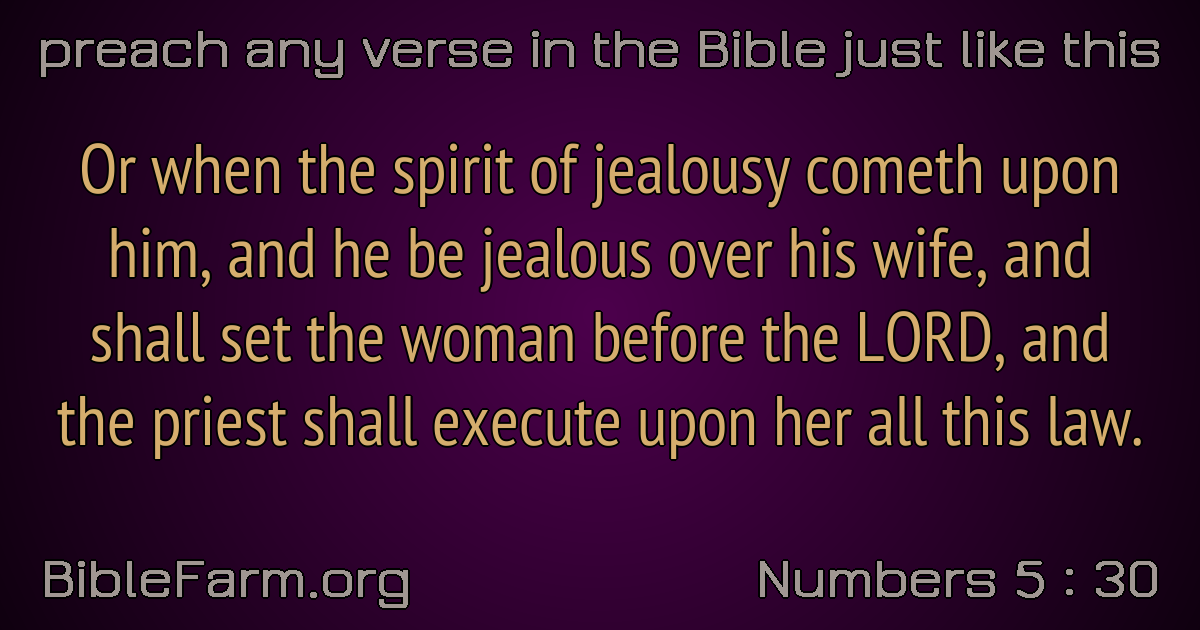 preach any verse in the Bible just like this
Or when the spirit of jealousy cometh upon
him, and he be jealous over his wife, and
shall set the woman before the LORD, and
the priest shall execute upon her all this law.
BibleFarm.org
Numbers 5 : 30